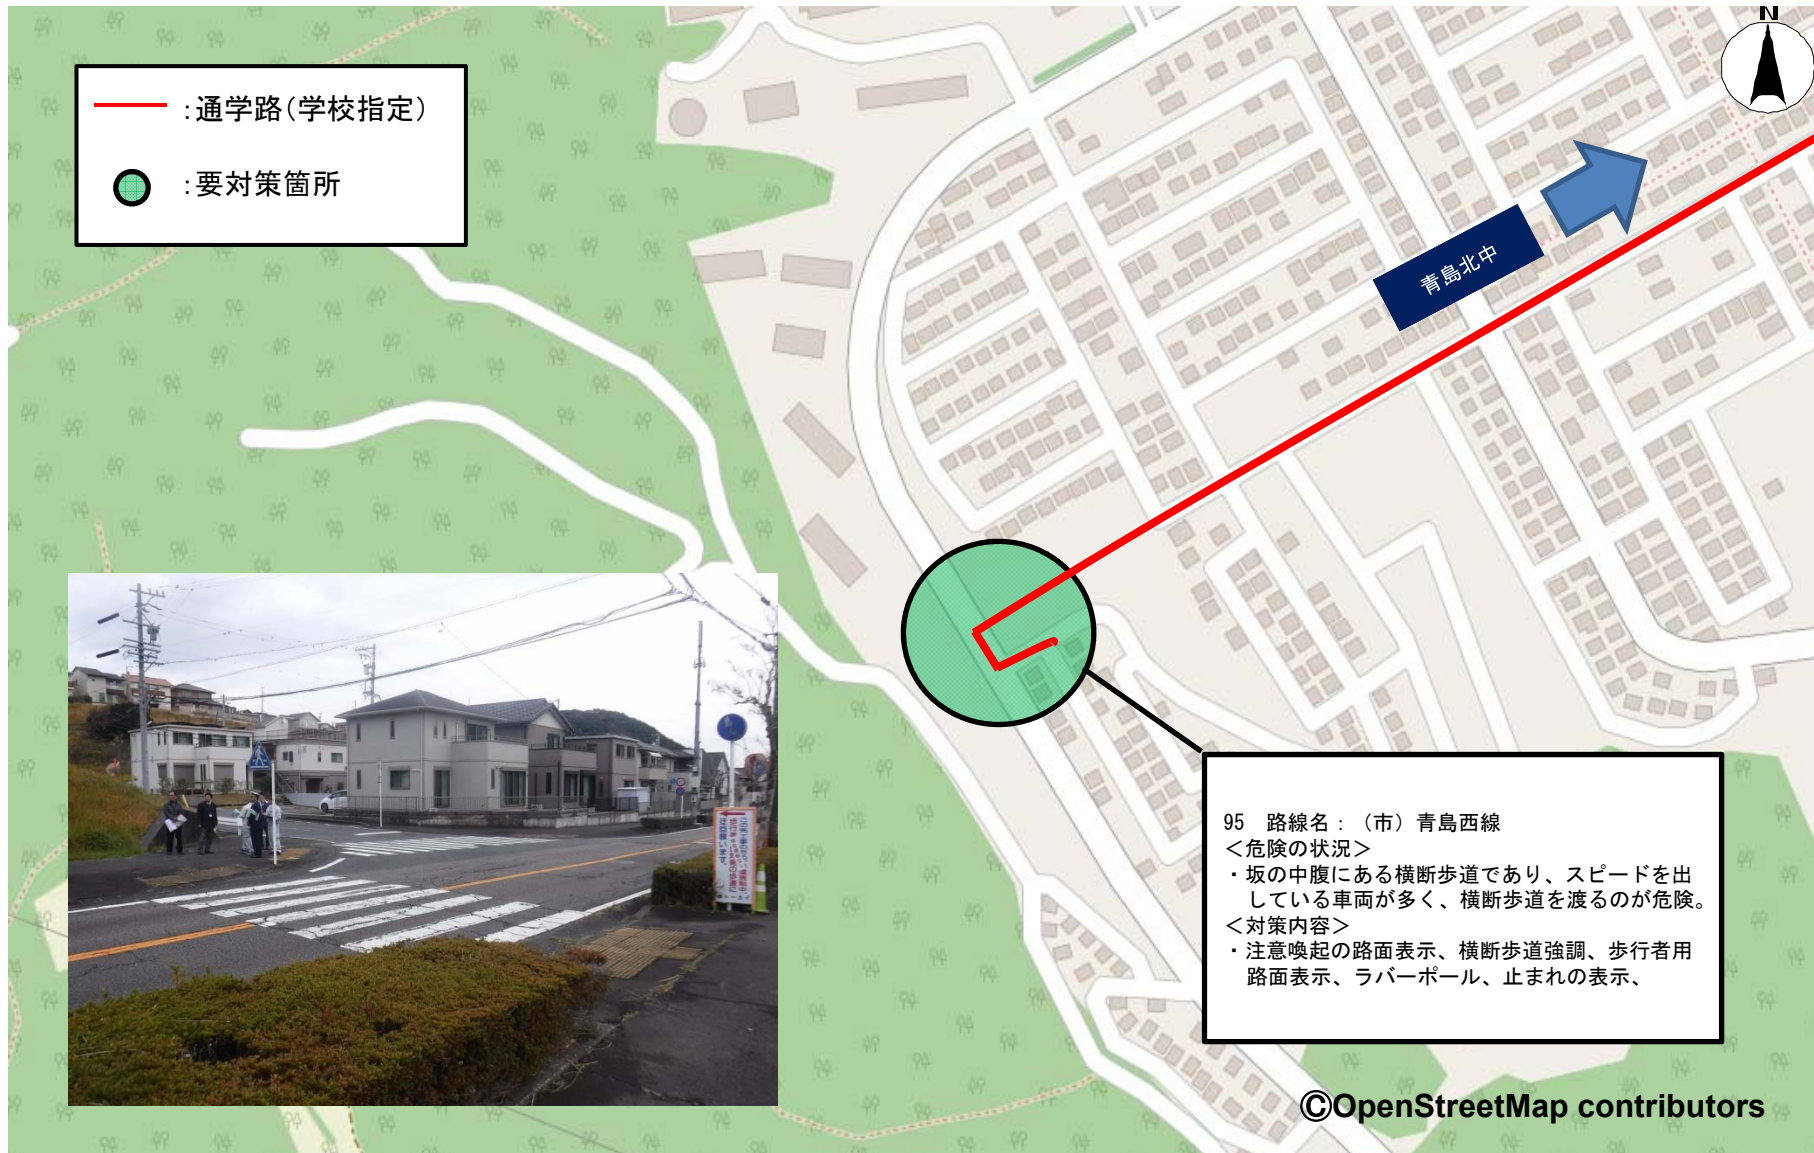 N
:通学路(学校指定)
:要対策箇所
青島北中
95 路線名：（市）青島西線
＜危険の状況＞
・坂の中腹にある横断歩道であり、スピードを出
している車両が多く、横断歩道を渡るのが危険。
＜対策内容＞
・注意喚起の路面表示、横断歩道強調、歩行者用
路面表示、ラバーポール、止まれの表示、
©OpenStreetMap contributors